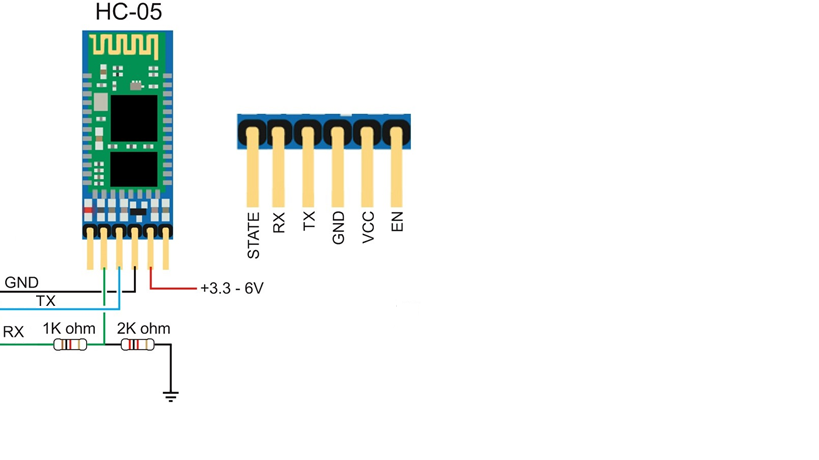 HC-05
STATE
RX
TX
GND
VCC
EN
GND
+3.3 - 6V
TX
RX
1K ohm
2K ohm